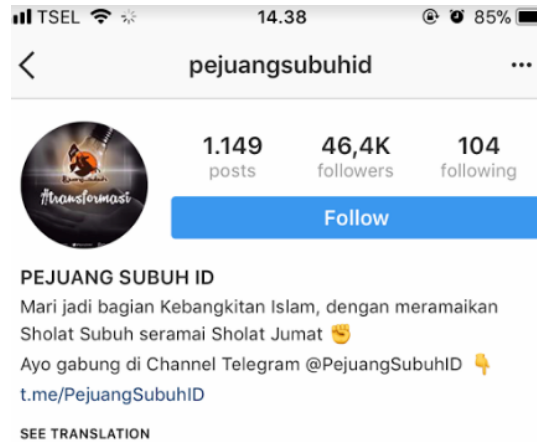 TSEL 14.38 85%
pejuangsubuhid
1.149 46,4K 104
posts followers following
#transformasi
Follow
PEJUANG SUBUH ID
Mari jadi bagian Kebangkitan Islam, dengan meramaikan
Sholat Subuh seramai Sholat Jumat ✊
Ayo gabung di Channel Telegram @PejuangSubuhID 👇
t.me/PejuangSubuhID
SEE TRANSLATION